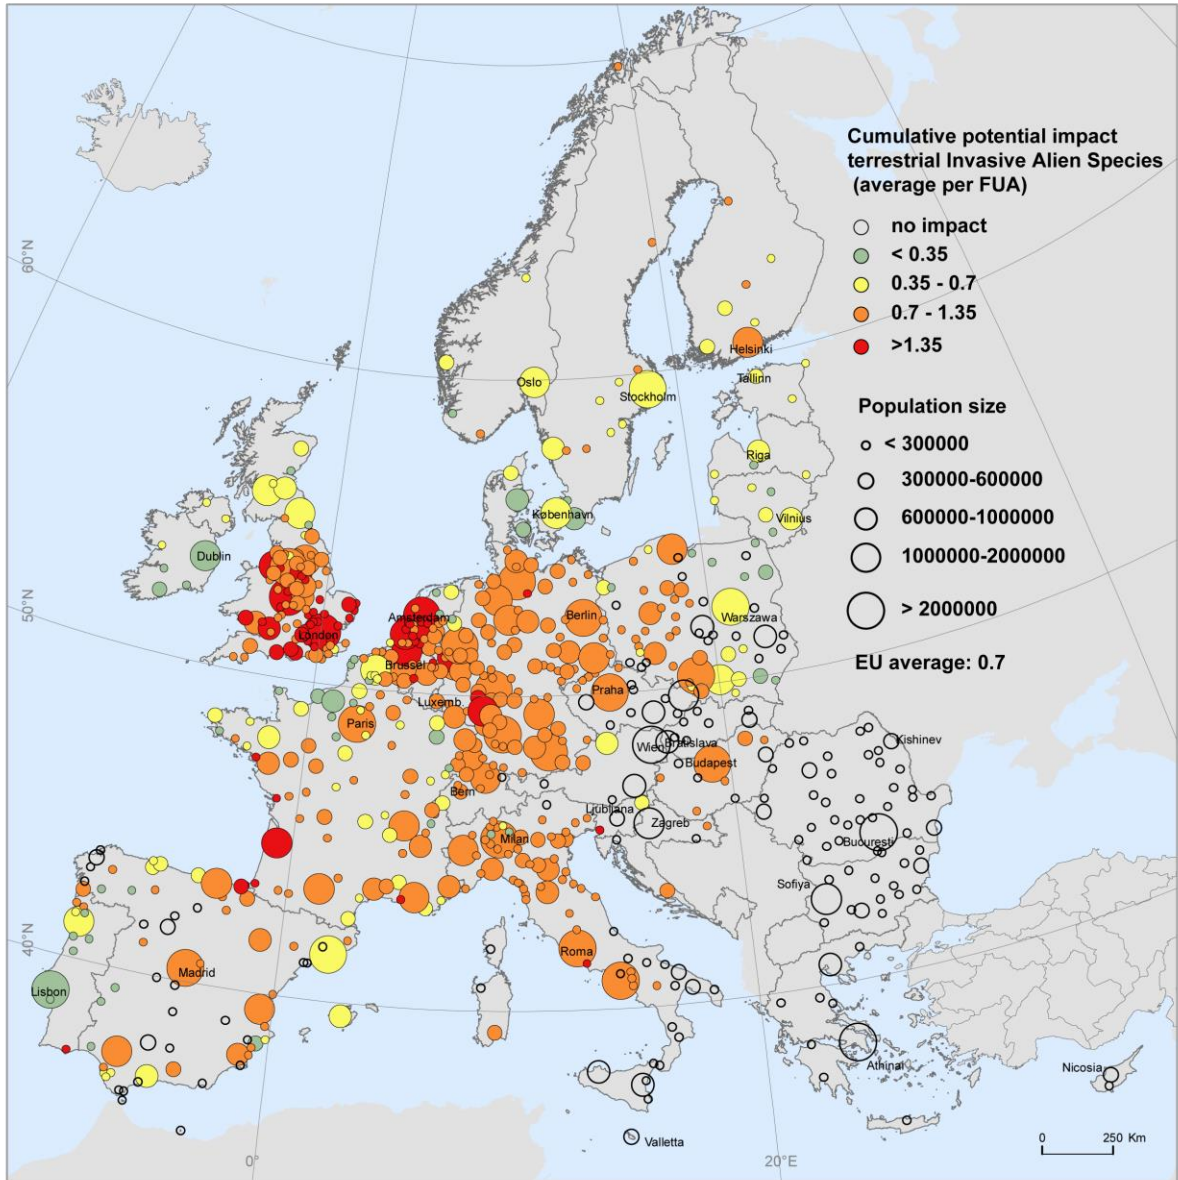 Cumulative potential impact
terrestrial Invasive Alien Species
(average per FUA)
no impact
< 0.35
0.35 - 0.7
0.7 - 1.35
>1.35
Population size
< 300000
300000-600000
600000-1000000
1000000-2000000
> 2000000
EU average: 0.7
60°N
50°N
40°N
0°
20°E
Helsinki
Tallinn
Oslo
Stockholm
Riga
Vilnius
København
Dublin
Warszawa
Amsterdam
Berlin
London
Brussel
Praha
Luxemb.
Paris
Kishinev
Wien
Bratislava
Budapest
Bern
Ljubljana
Zagreb
Milan
Bucuresti
Sofiya
Roma
Madrid
Lisbon
Athinai
Nicosia
Valletta
0 250 Km